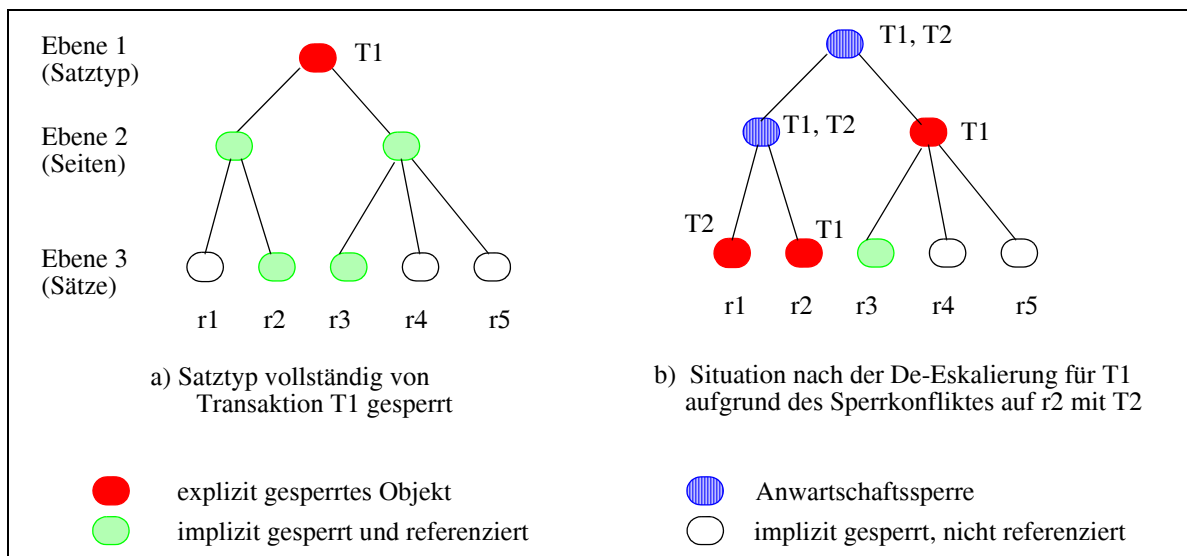 Ebene 1
(Satztyp)
T1
Ebene 2
(Seiten)
Ebene 3
(Sätze)
r1 r2 r3 r4 r5
a) Satztyp vollständig von
Transaktion T1 gesperrt
T1, T2
T1, T2
T1
T2
T1
r1 r2 r3 r4 r5
b) Situation nach der De-Eskalierung für T1
aufgrund des Sperrkonfliktes auf r2 mit T2
explizit gesperrtes Objekt
implizit gesperrt und referenziert
Anwartschaftssperre
implizit gesperrt, nicht referenziert